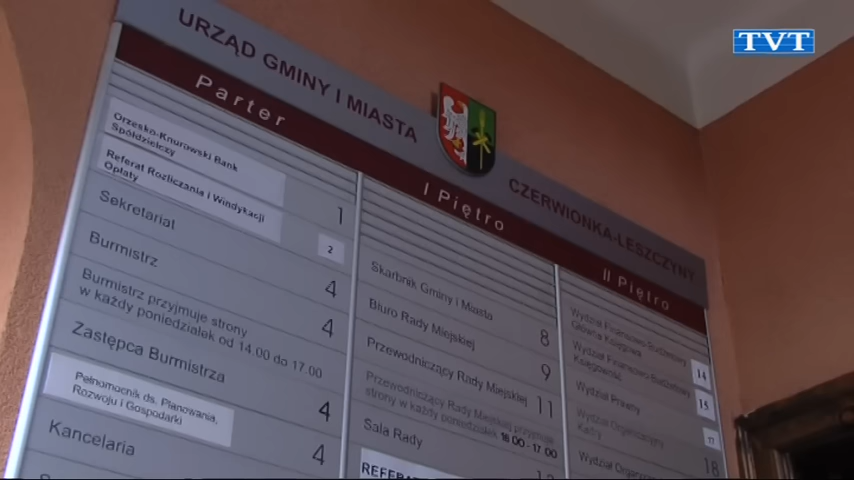 TVT
URZĄD GMINY I MIASTA
CZERWIONKA-LESZCZYNY
Parter
Orzesko-Knurowski Bank
Spółdzielczy
1
Referat Rozliczania i Windykacji
Opłaty
2
Sekretariat
4
Burmistrz
4
Burmistrz przyjmuje strony
w każdy poniedziałek od 14.00 do 17.00
Zastępca Burmistrza
4
Pełnomocnik ds. Planowania,
Rozwoju i Gospodarki
4
Kancelaria
I Piętro
Skarbnik Gminy i Miasta
8
Biuro Rady Miejskiej
9
Przewodniczący Rady Miejskiej
11
Przewodniczący Rady Miejskiej przyjmuje
strony w każdy poniedziałek 16 00 - 17 00
Sala Rady
II Piętro
Wydział Finansowo-Budżetowy
Główna Księgowa
14
Wydział Finansowo-Budżetowy
Księgowość
15
Wydział Prawny
17
Wydział Organizacyjny
Kadry
18
Wydział